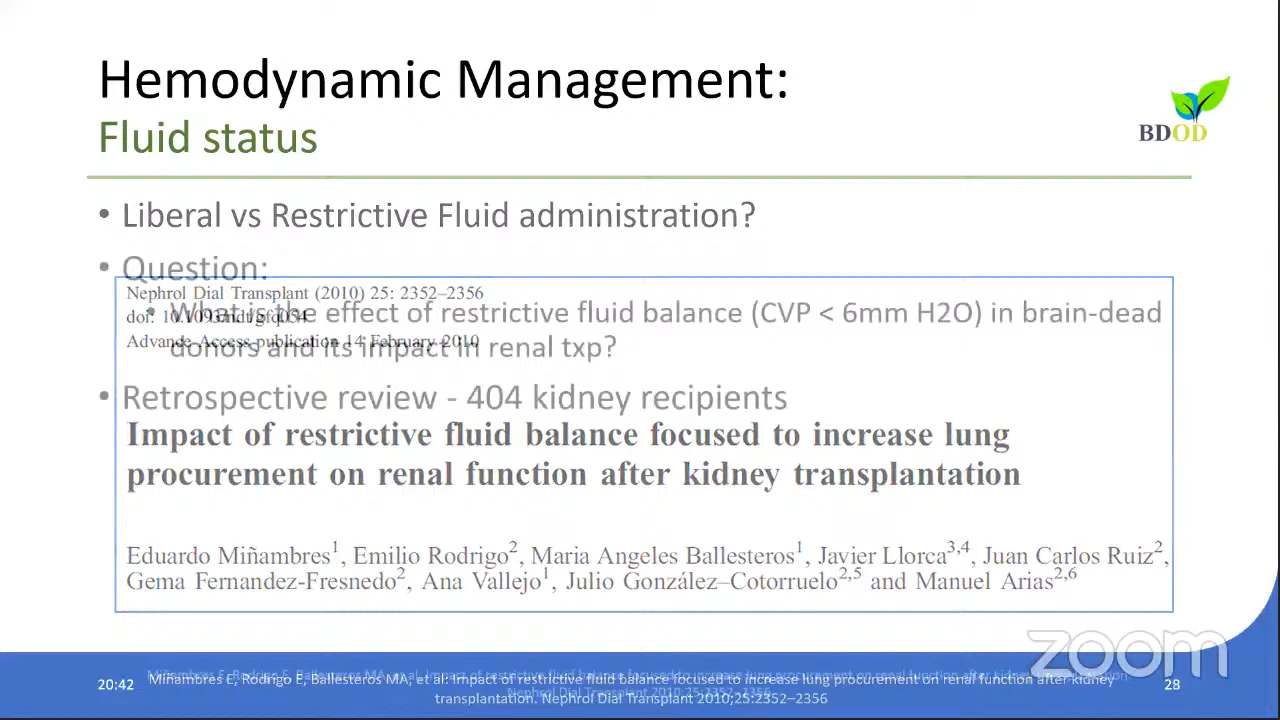 Hemodynamic Management:
Fluid status
BDOD
• Liberal vs Restrictive Fluid administration?
• Question:
Nephrol Dial Transplant (2010) 25: 2352–2356
• What is the effect of restrictive fluid balance (CVP < 6mm H2O) in brain-dead
doi: 10.1093/ndt/gfq054
Advance Access publication 14 February 2010
donors and its impact in renal txp?
• Retrospective review - 404 kidney recipients
Impact of restrictive fluid balance focused to increase lung
procurement on renal function after kidney transplantation
Eduardo Miñambres1, Emilio Rodrigo2, Maria Angeles Ballesteros1, Javier Llorca3,4, Juan Carlos Ruiz2,
Gema Fernandez-Fresnedo2, Ana Vallejo1, Julio González–Cotorruelo2,5 and Manuel Arias2,6
zoom
20:42
Miñambres E, Rodrigo E, Ballesteros MA, et al: Impact of restrictive fluid balance focused to increase lung procurement on renal function after kidney
transplantation. Nephrol Dial Transplant 2010;25:2352–2356
28